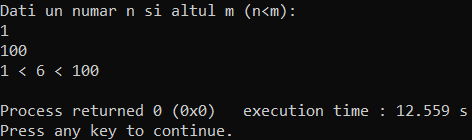 Dati un numar n si altul m (n<m):
1
100
1 < 6 < 100
Process returned 0 (0x0)   execution time : 12.559 s
Press any key to continue.